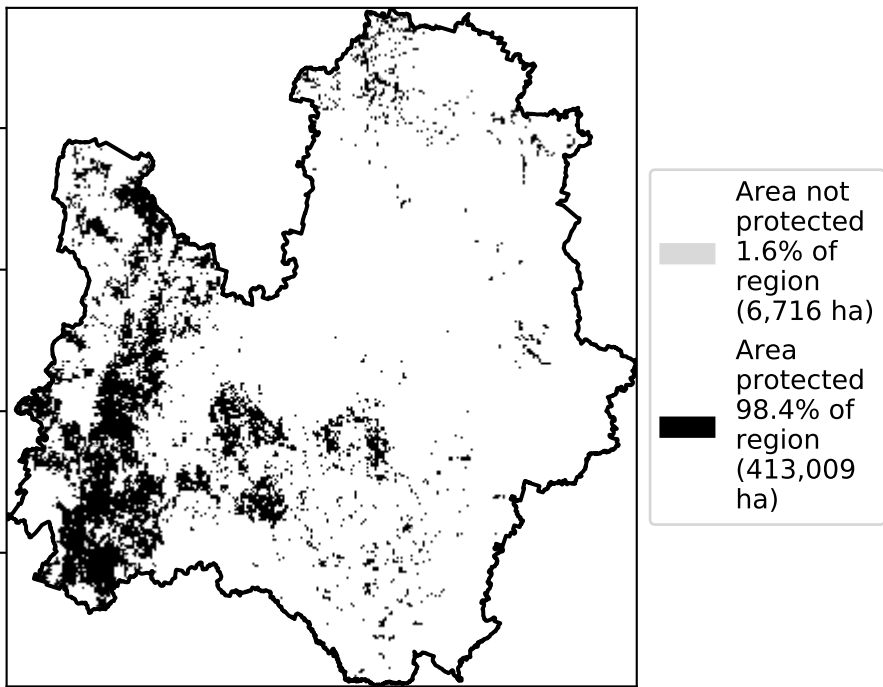 Area not
protected
1.6% of
region
(6,716 ha)
Area
protected
98.4% of
region
(413,009
ha)